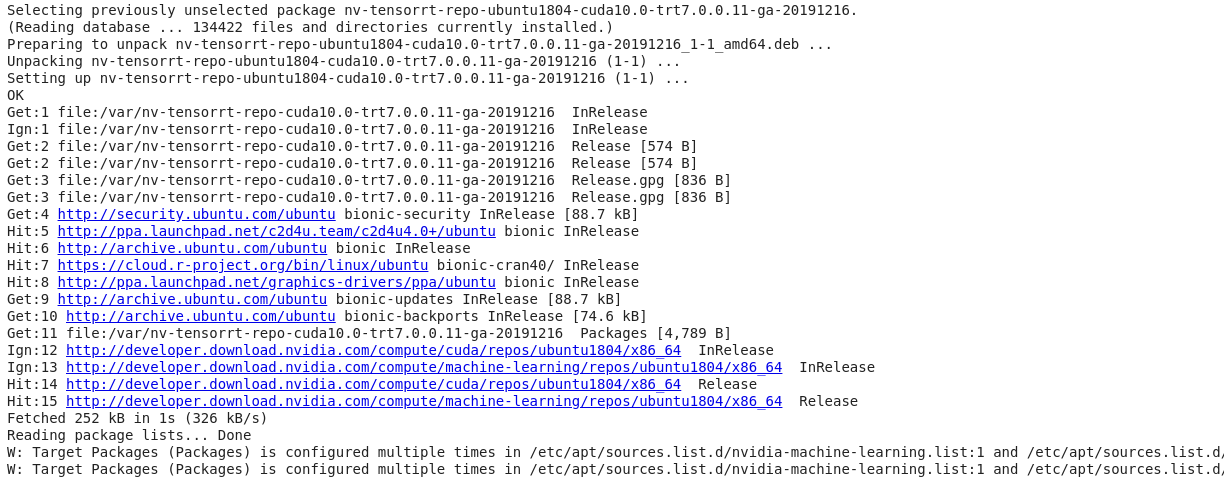 Selecting previously unselected package nv-tensorrt-repo-ubuntu1804-cuda10.0-trt7.0.0.11-ga-20191216.
(Reading database ... 134422 files and directories currently installed.)
Preparing to unpack nv-tensorrt-repo-ubuntu1804-cuda10.0-trt7.0.0.11-ga-20191216_1-1_amd64.deb ...
Unpacking nv-tensorrt-repo-ubuntu1804-cuda10.0-trt7.0.0.11-ga-20191216 (1-1) ...
Setting up nv-tensorrt-repo-ubuntu1804-cuda10.0-trt7.0.0.11-ga-20191216 (1-1) ...
OK
Get:1 file:/var/nv-tensorrt-repo-cuda10.0-trt7.0.0.11-ga-20191216  InRelease
Ign:1 file:/var/nv-tensorrt-repo-cuda10.0-trt7.0.0.11-ga-20191216  InRelease
Get:2 file:/var/nv-tensorrt-repo-cuda10.0-trt7.0.0.11-ga-20191216  Release [574 B]
Get:2 file:/var/nv-tensorrt-repo-cuda10.0-trt7.0.0.11-ga-20191216  Release [574 B]
Get:3 file:/var/nv-tensorrt-repo-cuda10.0-trt7.0.0.11-ga-20191216  Release.gpg [836 B]
Get:3 file:/var/nv-tensorrt-repo-cuda10.0-trt7.0.0.11-ga-20191216  Release.gpg [836 B]
Get:4 http://security.ubuntu.com/ubuntu bionic-security InRelease [88.7 kB]
Hit:5 http://ppa.launchpad.net/c2d4u.team/c2d4u4.0+/ubuntu bionic InRelease
Hit:6 http://archive.ubuntu.com/ubuntu bionic InRelease
Hit:7 https://cloud.r-project.org/bin/linux/ubuntu bionic-cran40/ InRelease
Hit:8 http://ppa.launchpad.net/graphics-drivers/ppa/ubuntu bionic InRelease
Get:9 http://archive.ubuntu.com/ubuntu bionic-updates InRelease [88.7 kB]
Get:10 http://archive.ubuntu.com/ubuntu bionic-backports InRelease [74.6 kB]
Get:11 file:/var/nv-tensorrt-repo-cuda10.0-trt7.0.0.11-ga-20191216  Packages [4,789 B]
Ign:12 http://developer.download.nvidia.com/compute/cuda/repos/ubuntu1804/x86_64  InRelease
Ign:13 http://developer.download.nvidia.com/compute/machine-learning/repos/ubuntu1804/x86_64  InRelease
Hit:14 http://developer.download.nvidia.com/compute/cuda/repos/ubuntu1804/x86_64  Release
Hit:15 http://developer.download.nvidia.com/compute/machine-learning/repos/ubuntu1804/x86_64  Release
Fetched 252 kB in 1s (326 kB/s)
Reading package lists... Done
W: Target Packages (Packages) is configured multiple times in /etc/apt/sources.list.d/nvidia-machine-learning.list:1 and /etc/apt/sources.list.d/
W: Target Packages (Packages) is configured multiple times in /etc/apt/sources.list.d/nvidia-machine-learning.list:1 and /etc/apt/sources.list.d/